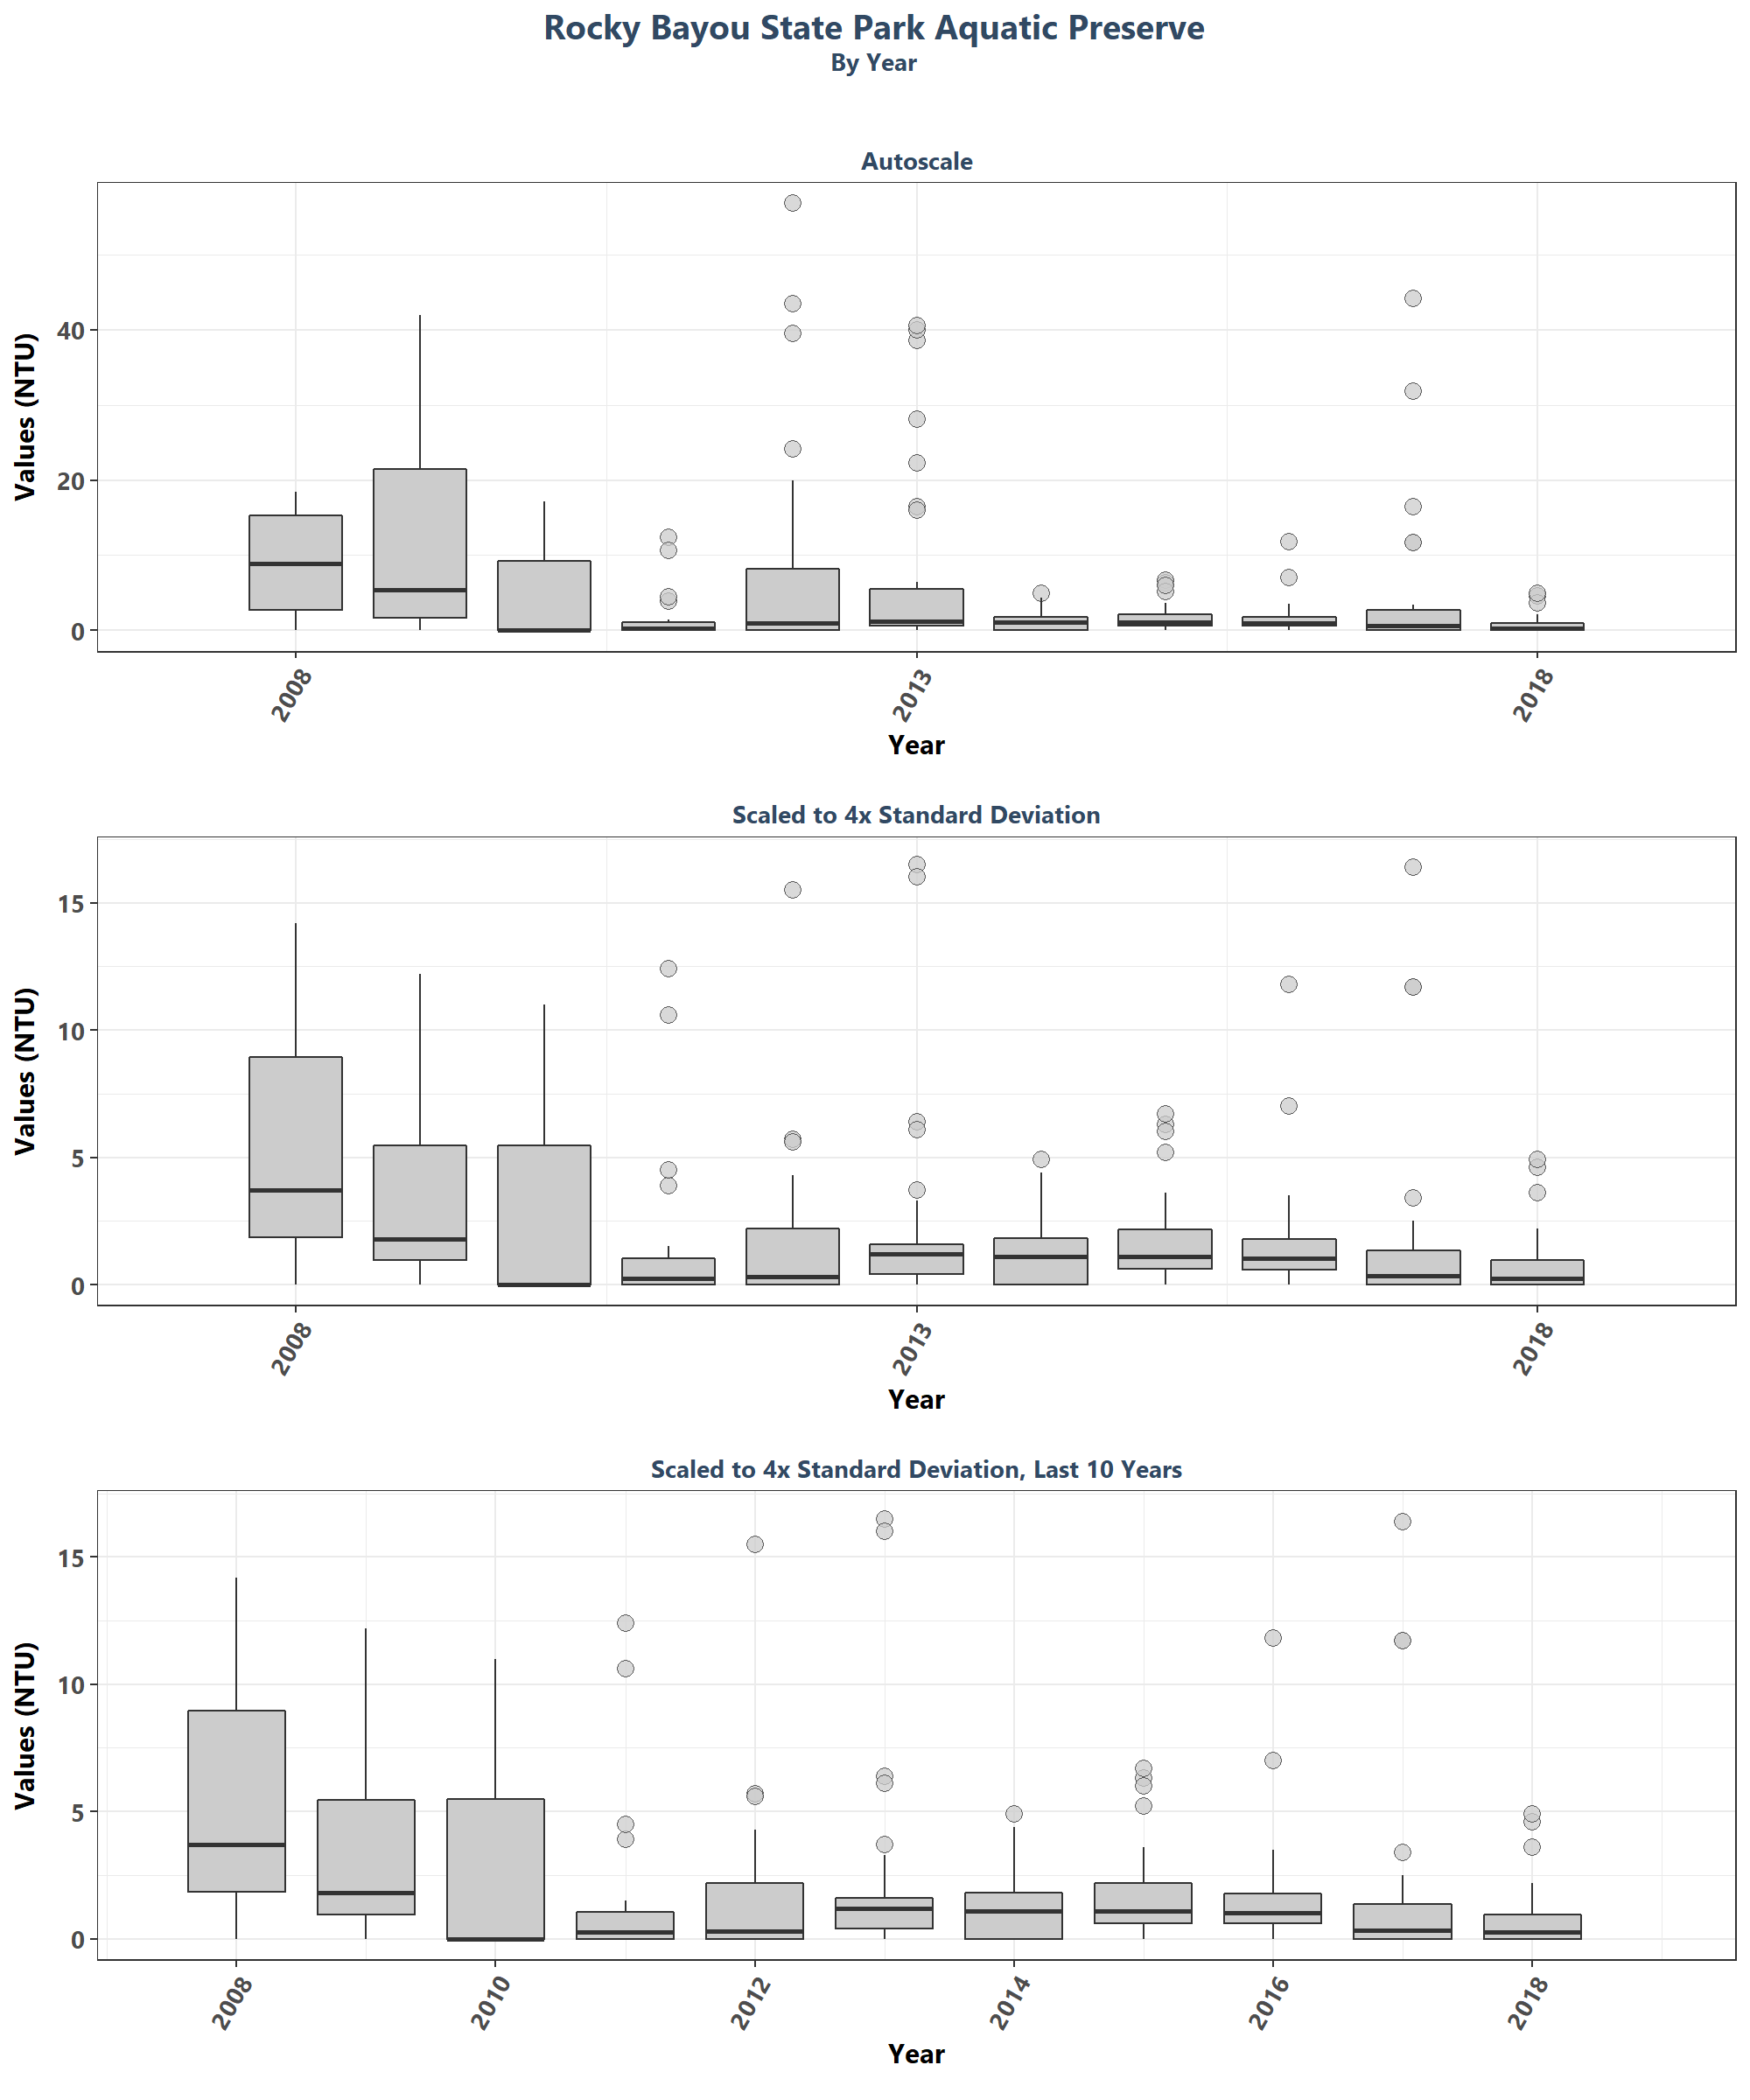 Rocky Bayou State Park Aquatic Preserve
By Year
Autoscale
Values (NTU)
40
20
0
2008
2013
2018
Year
Scaled to 4x Standard Deviation
Values (NTU)
15
10
5
0
2008
2013
2018
Year
Scaled to 4x Standard Deviation, Last 10 Years
Values (NTU)
15
10
5
0
2008
2010
2012
2014
2016
2018
Year